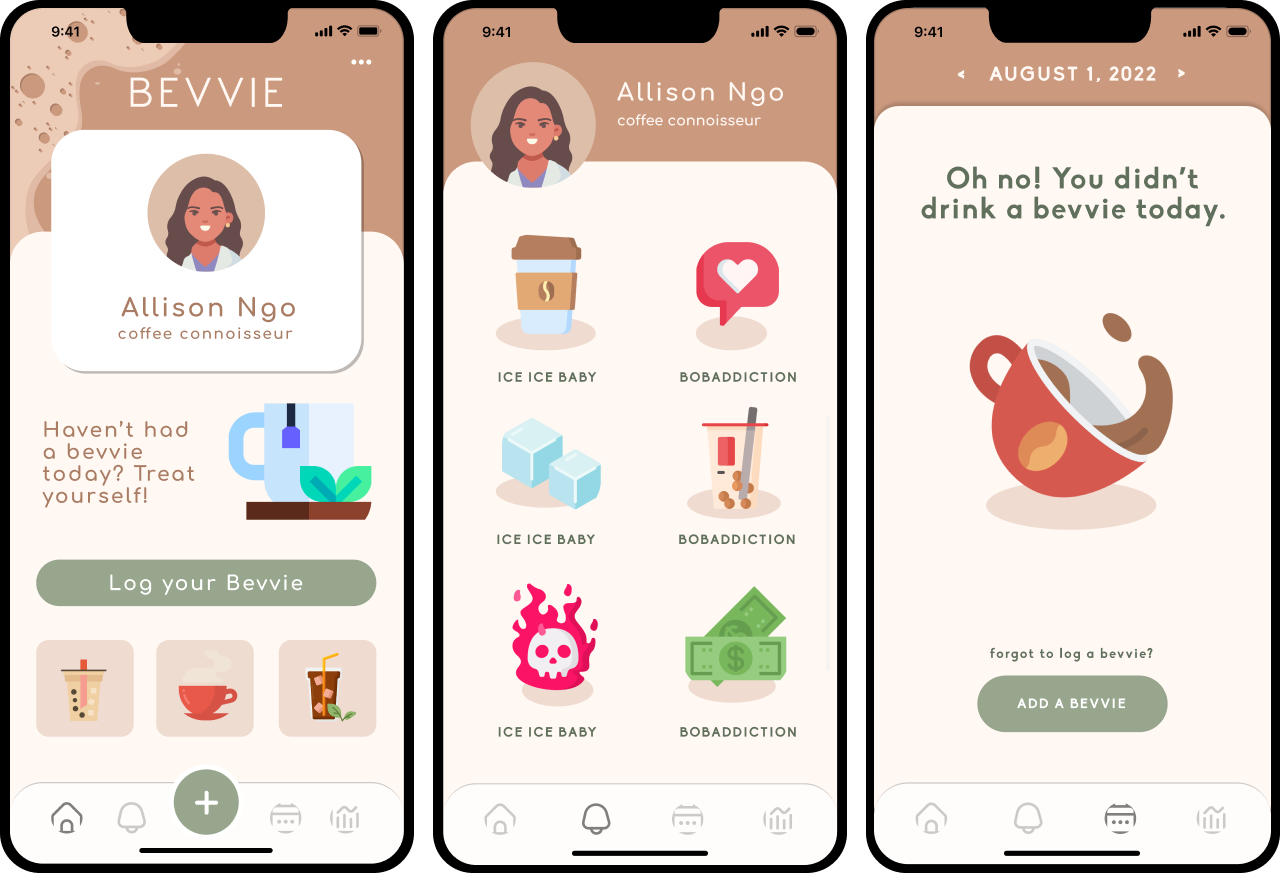 9:41
BEVVIE
Allison Ngo
coffee connoisseur
Haven't had
a bevvie
today? Treat
yourself!
Log your Bevvie
9:41
Allison Ngo
coffee connoisseur
ICE ICE BABY
BOBADDICTION
ICE ICE BABY
BOBADDICTION
$
ICE ICE BABY
BOBADDICTION
9:41
AUGUST 1, 2022
Oh no! You didn't
drink a bevvie today.
forgot to log a bevvie?
ADD A BEVVIE